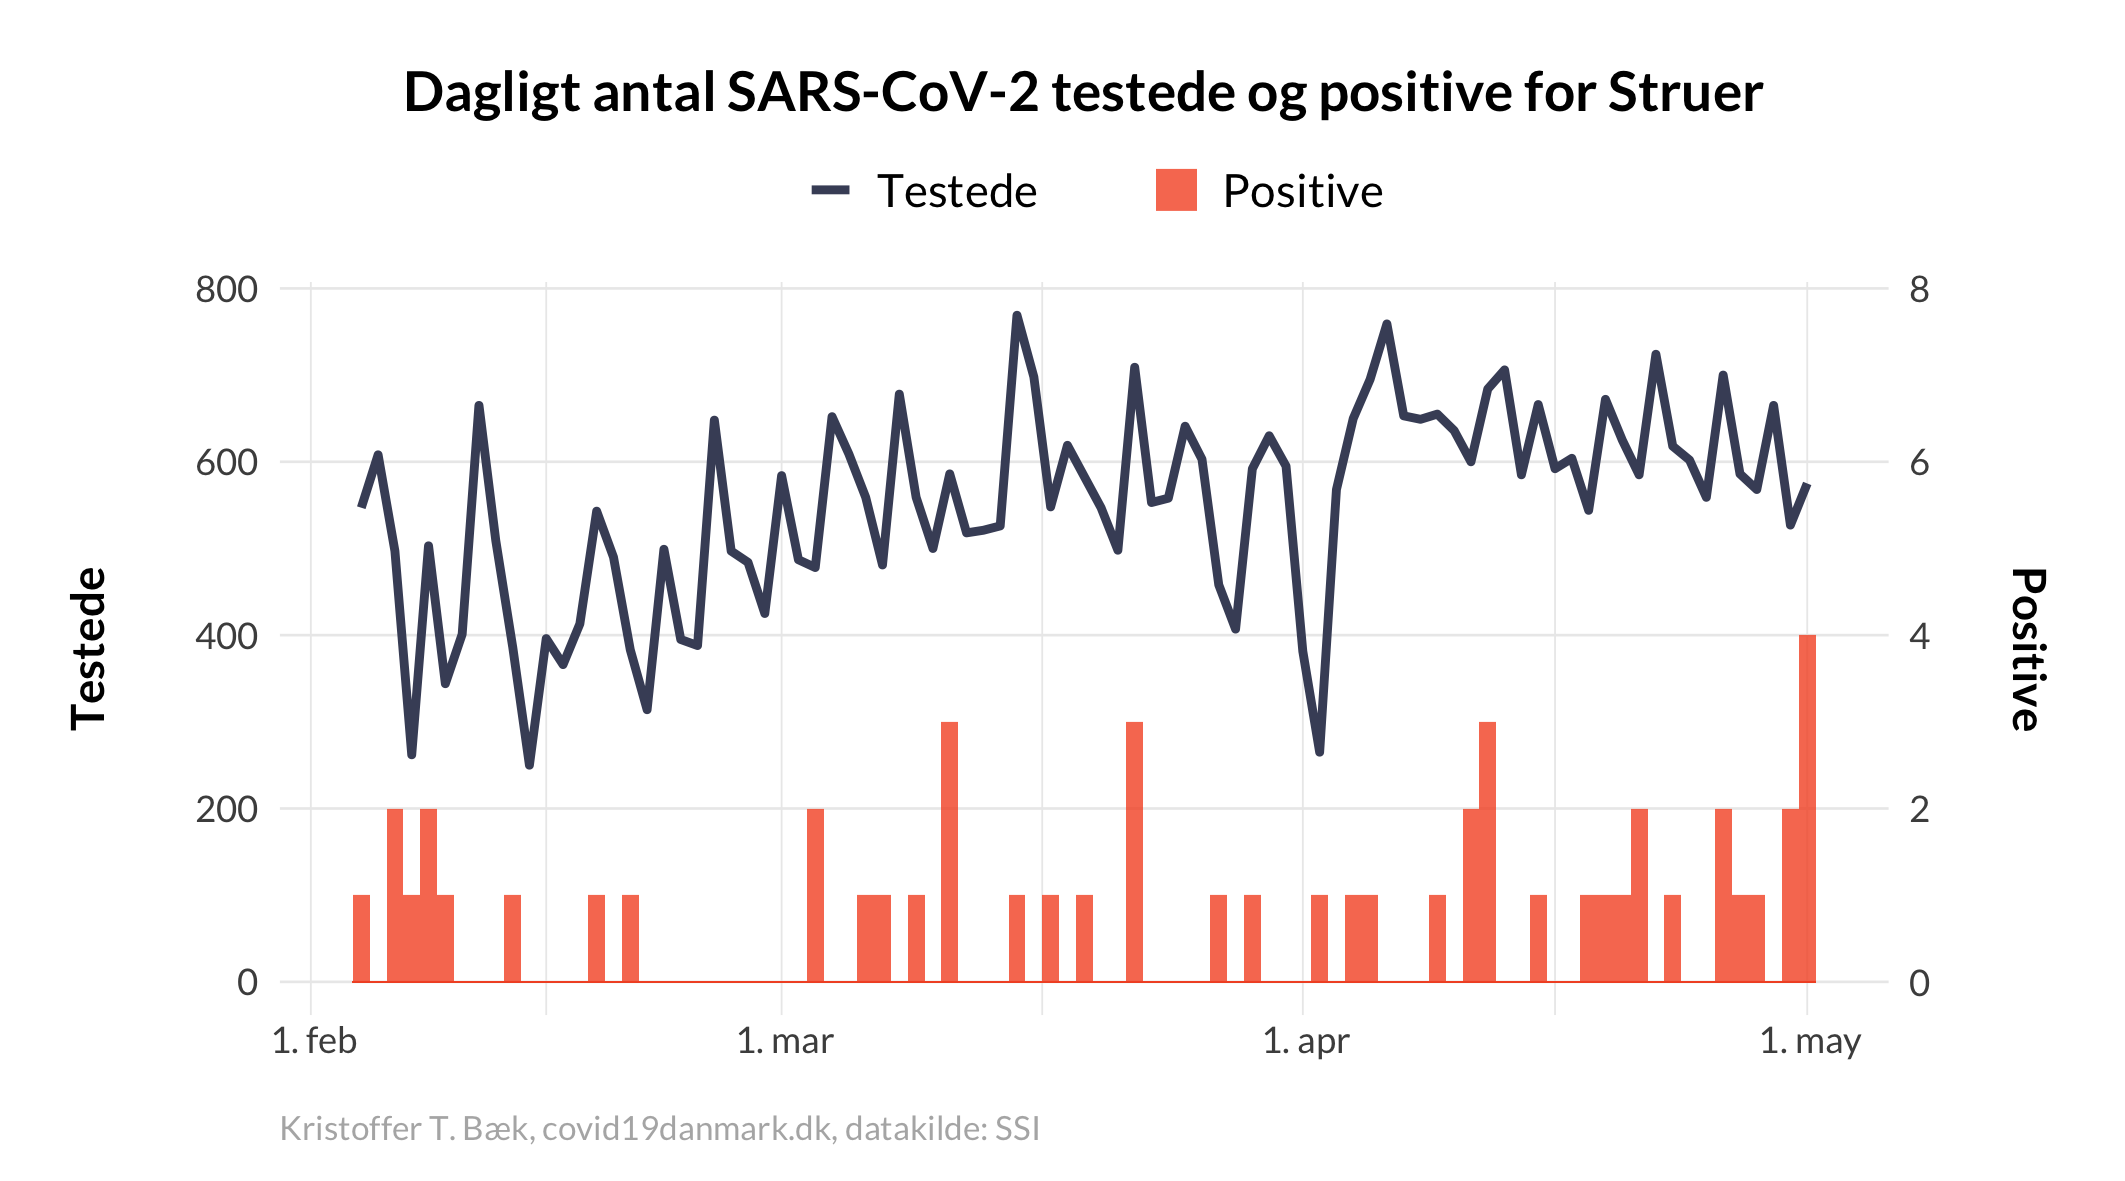 Dagligt antal SARS-CoV-2 testede og positive for Struer
Testede Positive
800 8
600 6
400 4
200 2
0 0
Testede
Positive
1. feb 1. mar 1. apr 1. may
Kristoffer T. Bæk, covid19danmark.dk, datakilde: SSI